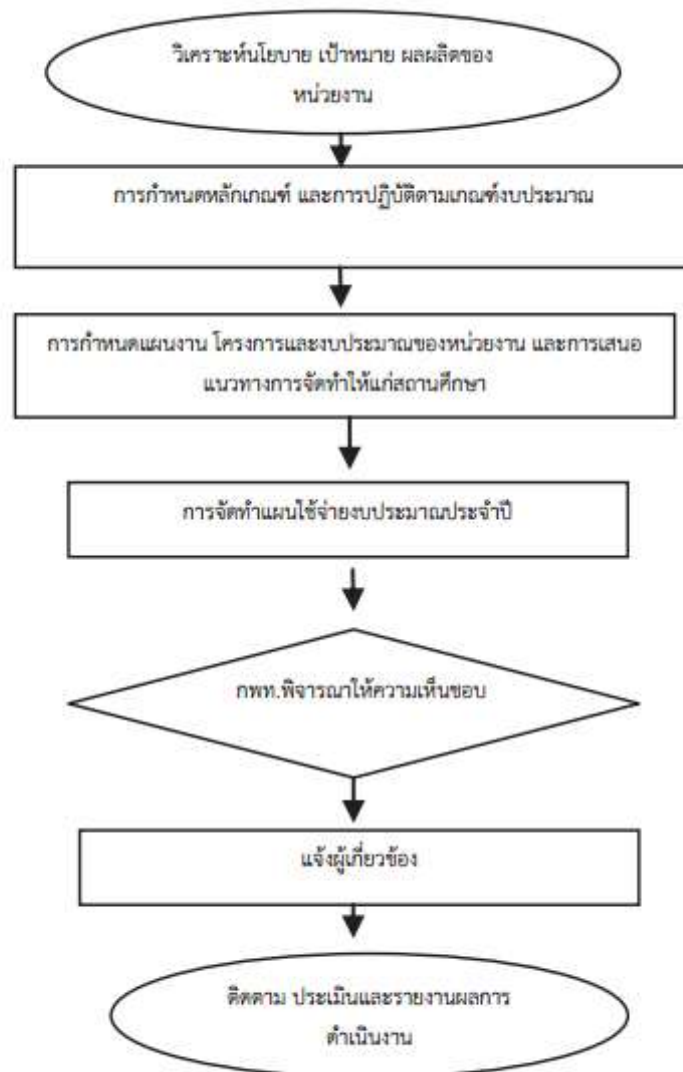 วิเคราะห์นโยบาย เป้าหมาย ผลผลิตของ
หน่วยงาน
การกำหนดหลักเกณฑ์ และการปฏิบัติตามเกณฑ์งบประมาณ
การกำหนดแผนงาน โครงการและงบประมาณของหน่วยงาน และการเสนอ
แนวทางการจัดทำให้แก่สถานศึกษา
การจัดทำแผนใช้จ่ายงบประมาณประจำปี
กพท.พิจารณาให้ความเห็นชอบ
แจ้งผู้เกี่ยวข้อง
ติดตาม ประเมินและรายงานผลการ
ดำเนินงาน